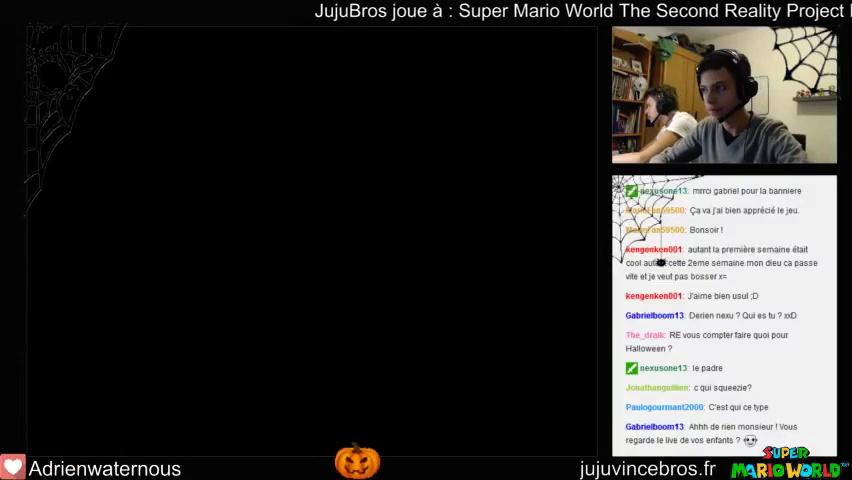 JujuBros joue à : Super Mario World The Second Reality Project
nexusone13: mrrci gabriel pour la banniere
Ça va j'ai bien apprécié le jeu.
Bonsoir !
kengenken001: autant la première semaine était
cool cette 2eme semaine mon dieu ca passe
vite et je veut pas bosser x=
kengenken001: J'aime bien usul ;D
Gabrielboom13: Derien nexu ? Qui es tu ? xxD
The_draik: RE vous compter faire quoi pour
Halloween ?
nexusone13: le padre
Jonathanguillien: c qui squeezie?
Paulogourmant2000: C'est qui ce type
Gabrielboom13: Ahhh de rien monsieur ! Vous
regarde le live de vos enfants ?
Adrienwaternous
jujuvincebros.fr
SUPER
MARIO WORLD